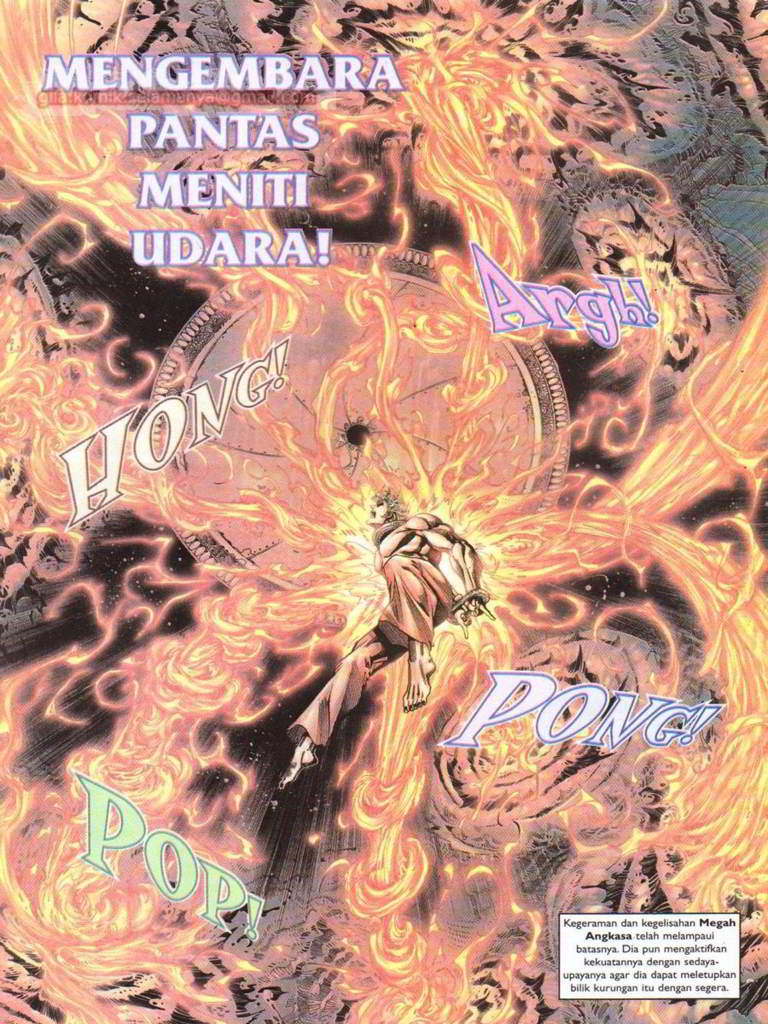 MENGEMBARA
PANTAS
MENITI
UDARA!
Argh!
HONG!
PONG!
POP!
Kegeraman dan kegelisahan Megah
Angkasa telah melampaui
batasnya. Dia pun mengaktifkan
kekuatannya dengan sedaya-
upayanya agar dia dapat meletupkan
bilik kurungan itu dengan segera.